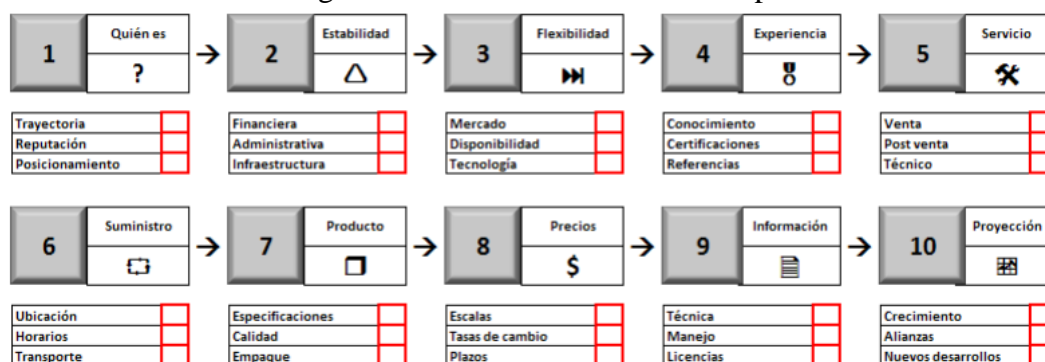 1 Quién es ? → 2 Estabilidad → 3 Flexibilidad → 4 Experiencia → 5 Servicio
Trayectoria Financiera Mercado Conocimiento Venta
Reputación Administrativa Disponibilidad Certificaciones Post venta
Posicionamiento Infraestructura Tecnología Referencias Técnico
6 Suministro → 7 Producto → 8 Precios $ → 9 Información → 10 Proyección
Ubicación Especificaciones Escalas Técnica Crecimiento
Horarios Calidad Tasas de cambio Manejo Alianzas
Transporte Empaque Plazos Licencias Nuevos desarrollos